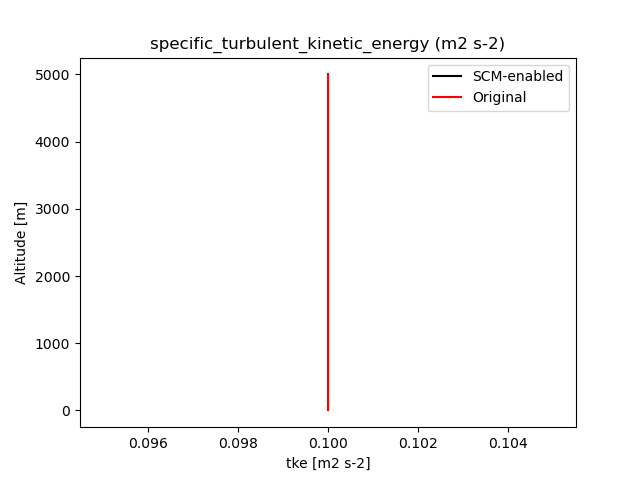 specific_turbulent_kinetic_energy (m2 s-2)
SCM-enabled
Original
5000
4000
3000
2000
1000
0
Altitude [m]
0.096
0.098
0.100
0.102
0.104
tke [m2 s-2]